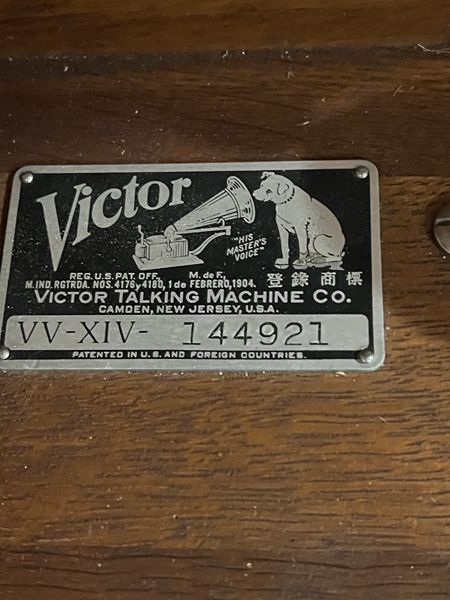 Victor
"HIS
MASTER'S
VOICE"
REG. U.S. PAT. OFF. M. de F.,
M. IND. RGTRDA. NOS. 4176 y 4180, 1 de FEBRERO, 1904. 登錄商標
VICTOR TALKING MACHINE CO.
CAMDEN, NEW JERSEY, U.S.A.
VV-XIV- 144921
PATENTED IN U.S. AND FOREIGN COUNTRIES.